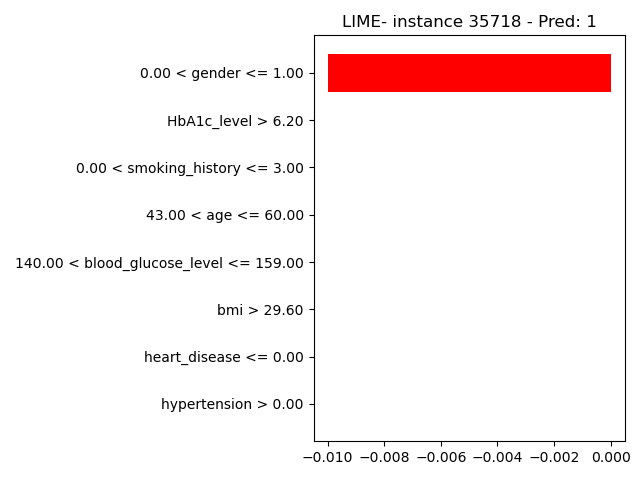 LIME- instance 35718 - Pred: 1
0.00 < gender <= 1.00
HbA1c_level > 6.20
0.00 < smoking_history <= 3.00
43.00 < age <= 60.00
140.00 < blood_glucose_level <= 159.00
bmi > 29.60
heart_disease <= 0.00
hypertension > 0.00
−0.010 −0.008 −0.006 −0.004 −0.002 0.000